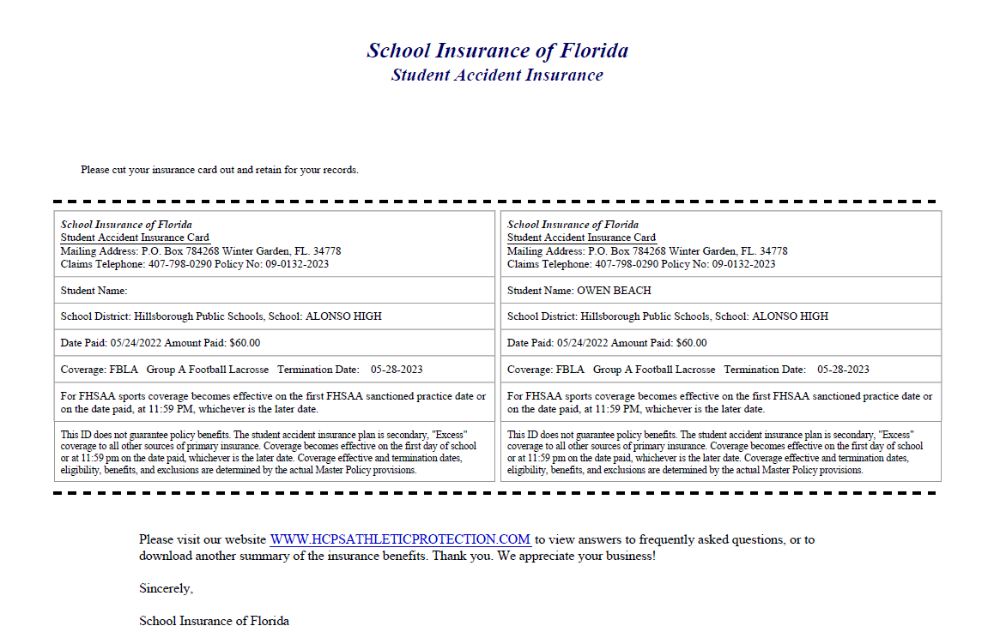 School Insurance of Florida
Student Accident Insurance
Please cut your insurance card out and retain for your records.
School Insurance of Florida
Student Accident Insurance Card
Mailing Address: P.O. Box 784268 Winter Garden, FL. 34778
Claims Telephone: 407-798-0290 Policy No: 09-0132-2023
Student Name:
School District: Hillsborough Public Schools, School: ALONSO HIGH
Date Paid: 05/24/2022 Amount Paid: $60.00
Coverage: FBLA Group A Football Lacrosse Termination Date: 05-28-2023
For FHSAA sports coverage becomes effective on the first FHSAA sanctioned practice date or
on the date paid, at 11:59 PM, whichever is the later date.
This ID does not guarantee policy benefits. The student accident insurance plan is secondary, "Excess"
coverage to all other sources of primary insurance. Coverage becomes effective on the first day of school
or at 11:59 pm on the date paid, whichever is the later date. Coverage effective and termination dates,
eligibility, benefits, and exclusions are determined by the actual Master Policy provisions.
School Insurance of Florida
Student Accident Insurance Card
Mailing Address: P.O. Box 784268 Winter Garden, FL. 34778
Claims Telephone: 407-798-0290 Policy No: 09-0132-2023
Student Name: OWEN BEACH
School District: Hillsborough Public Schools, School: ALONSO HIGH
Date Paid: 05/24/2022 Amount Paid: $60.00
Coverage: FBLA Group A Football Lacrosse Termination Date: 05-28-2023
For FHSAA sports coverage becomes effective on the first FHSAA sanctioned practice date or
on the date paid, at 11:59 PM, whichever is the later date.
This ID does not guarantee policy benefits. The student accident insurance plan is secondary, "Excess"
coverage to all other sources of primary insurance. Coverage becomes effective on the first day of school
or at 11:59 pm on the date paid, whichever is the later date. Coverage effective and termination dates,
eligibility, benefits, and exclusions are determined by the actual Master Policy provisions.
Please visit our website WWW.HCPSATHLETICPROTECTION.COM to view answers to frequently asked questions, or to
download another summary of the insurance benefits. Thank you. We appreciate your business!
Sincerely,
School Insurance of Florida